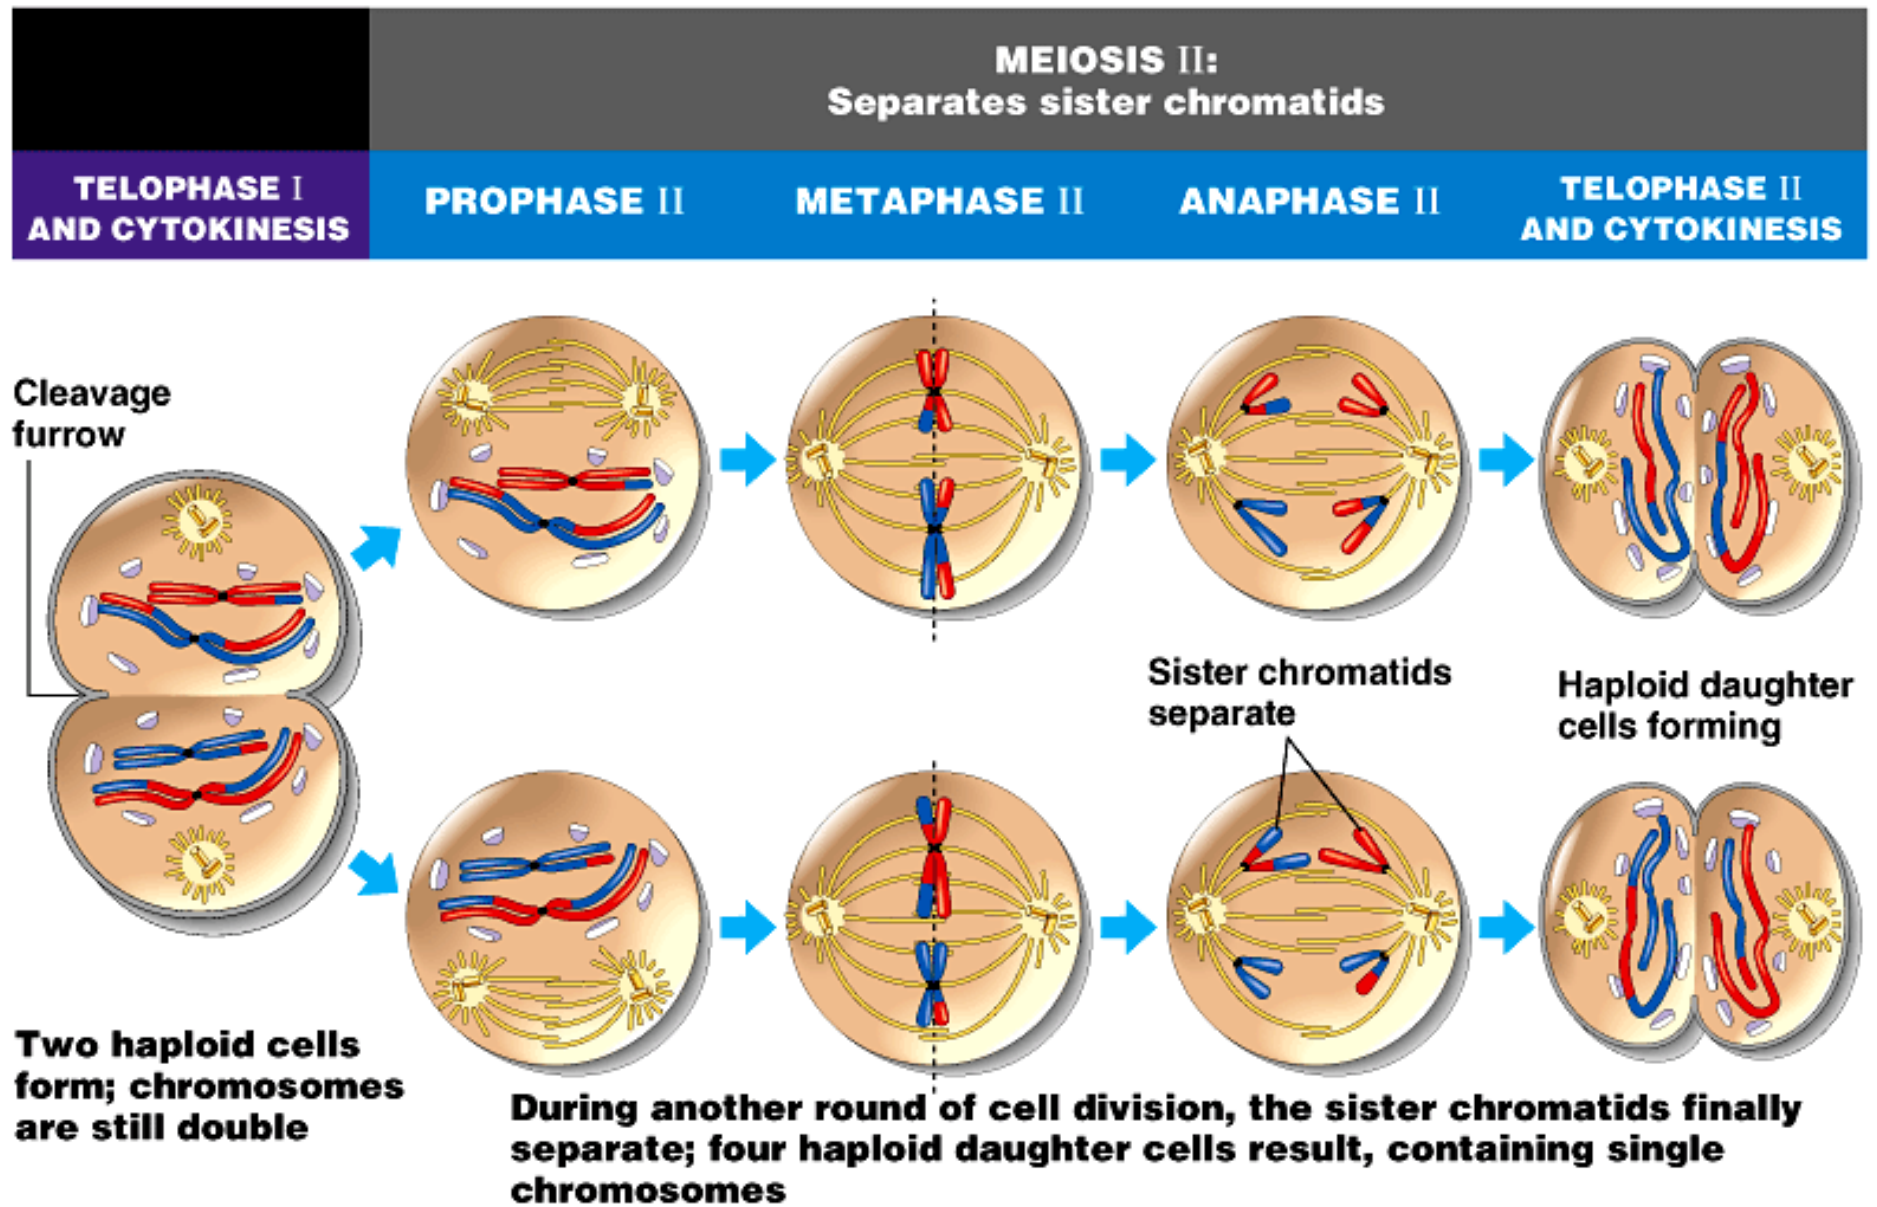 MEIOSIS II:
Separates sister chromatids
TELOPHASE I
AND CYTOKINESIS
PROPHASE II
METAPHASE II
ANAPHASE II
TELOPHASE II
AND CYTOKINESIS
Cleavage
furrow
Sister chromatids
separate
Haploid daughter
cells forming
Two haploid cells
form; chromosomes
are still double
During another round of cell division, the sister chromatids finally
separate; four haploid daughter cells result, containing single
chromosomes